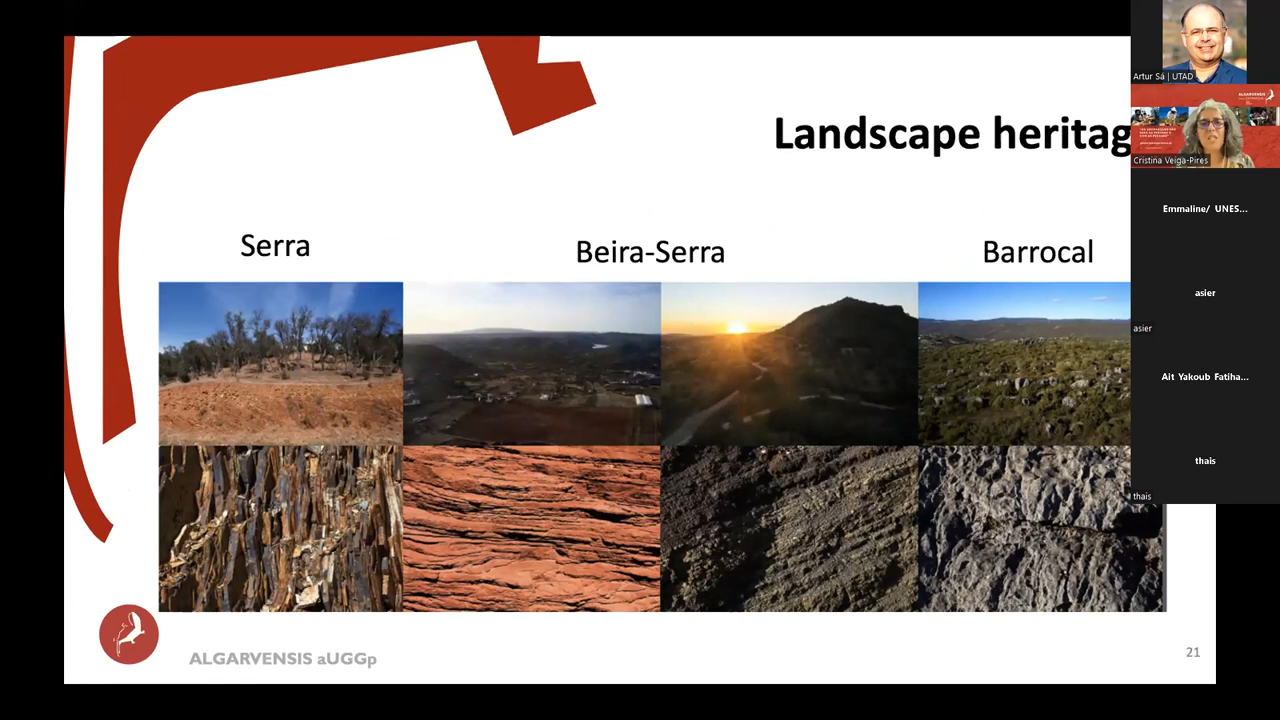 Landscape heritag
Serra
Beira-Serra
Barrocal
ALGARVENSIS aUGGp
21
Artur Sá | UTAD
ALGARVENSIS
Cristina Veiga-Pires
Emmaline/ UNES...
asier
asier
Ait Yakoub Fatiha...
thais
thais